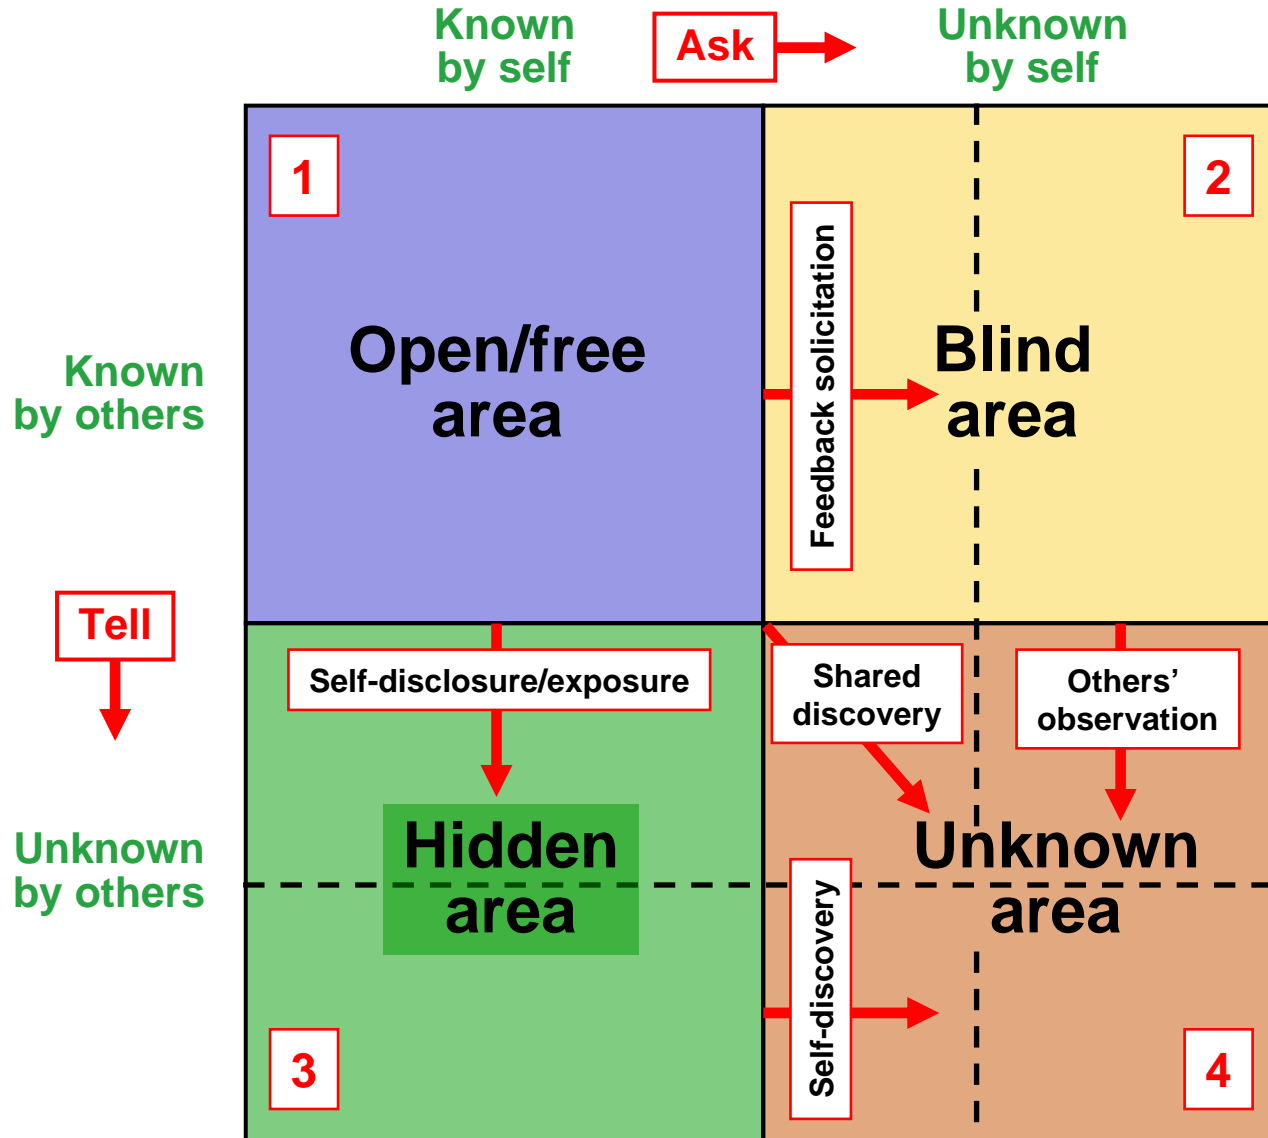 Known
by self
Ask
Unknown
by self
1
2
Known
by others
Open/free
area
Feedback solicitation
Blind
area
Tell
Self-disclosure/exposure
Shared
discovery
Others’
observation
Unknown
by others
Hidden
area
Unknown
area
Self-discovery
3
4